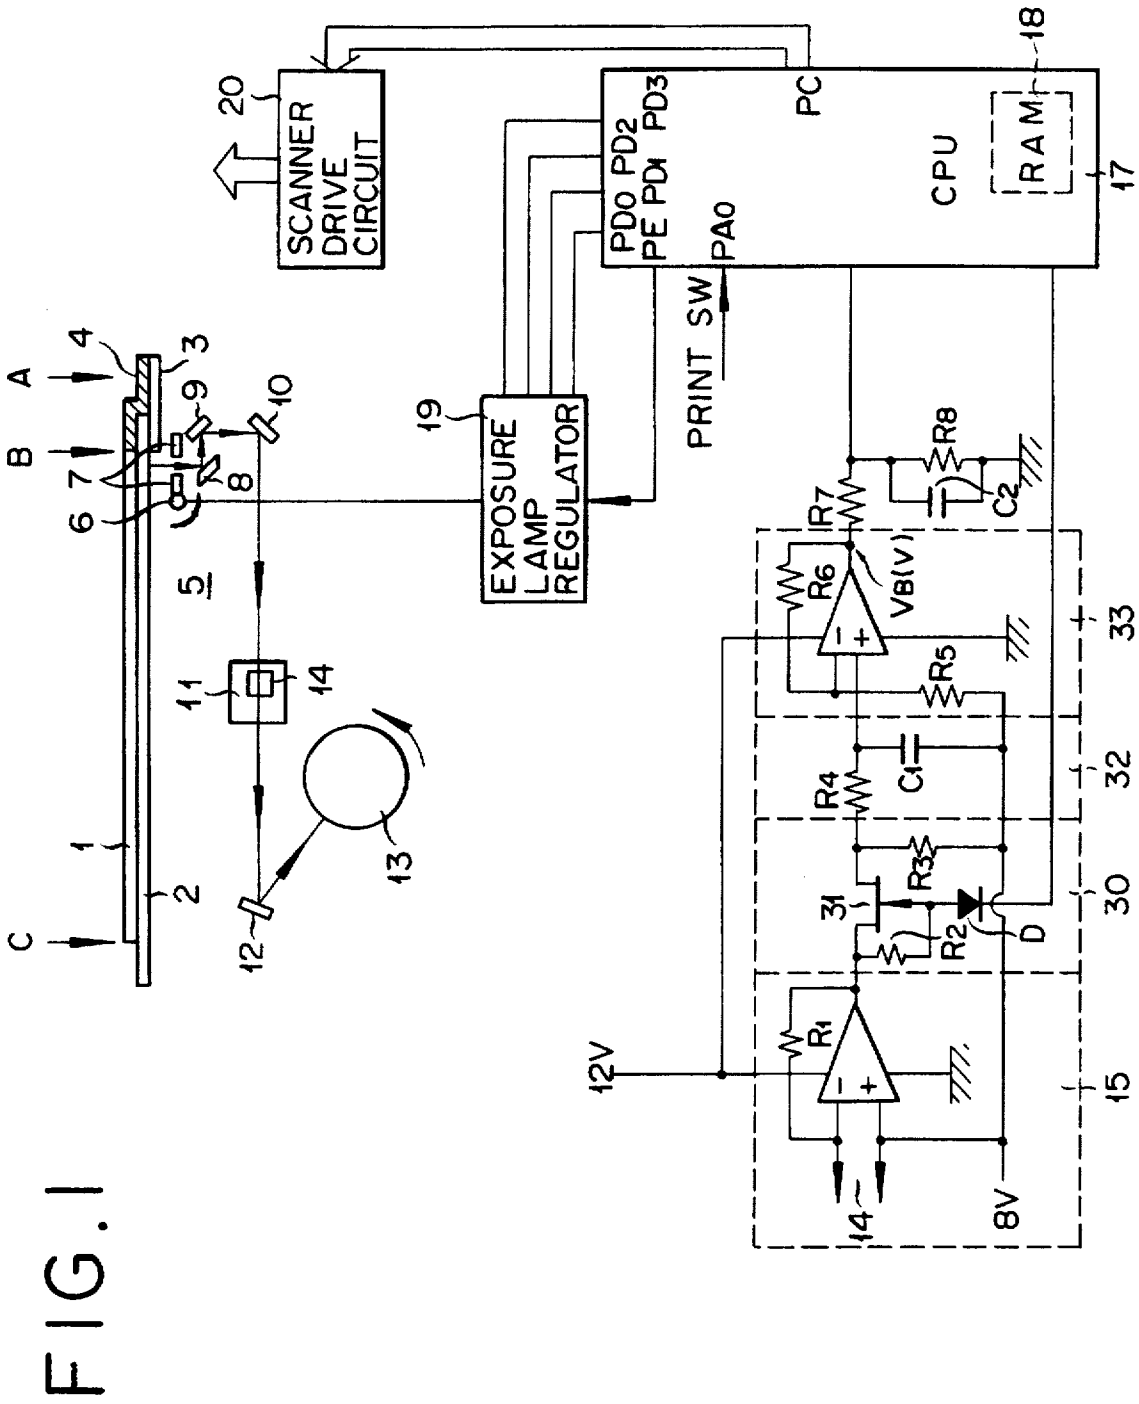 FIG.1
C
B
A
1
2
4
3
5
6
7
8
9
10
11
14
12
13
20
SCANNER
DRIVE
CIRCUIT
19
EXPOSURE
LAMP
REGULATOR
PD0 PD2
PE PD1 PD3
PC
PRINT SW
PA0
CPU
18
RAM
17
12V
8V
14
R1
15
31
R2
D
R3
30
R4
C1
32
R5
R6
VB(V)
33
R7
C2
R8